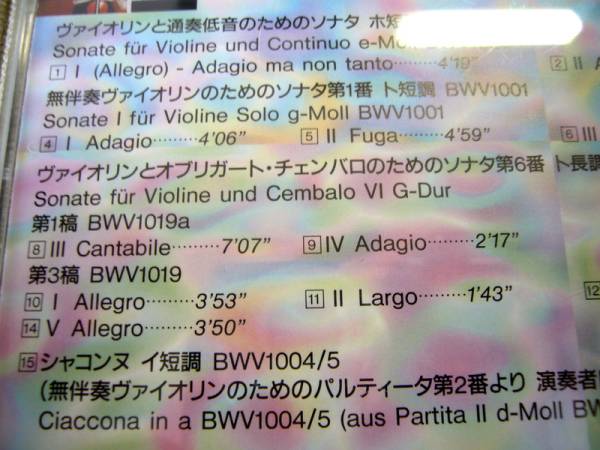 ヴァイオリンと通奏低音のためのソナタ ホ短
Sonate für Violine und Continuo e-Moll
1 I (Allegro) - Adagio ma non tanto……4'19” 2 II A
無伴奏ヴァイオリンのためのソナタ第1番 ト短調 BWV1001
Sonate I für Violine Solo g-Moll BWV1001
4 I Adagio………4'06” 5 II Fuga………4'59” 6 III
ヴァイオリンとオブリガート・チェンバロのためのソナタ第6番 ト長調
Sonate für Violine und Cembalo VI G-Dur
第1稿 BWV1019a
8 III Cantabile………7'07” 9 IV Adagio………2'17”
第3稿 BWV1019
10 I Allegro………3'53” 11 II Largo………1'43” 12
14 V Allegro………3'50”
15 シャコンヌ イ短調 BWV1004/5
(無伴奏ヴァイオリンのためのパルティータ第2番より 演奏者
Ciaccona in a BWV1004/5 (aus Partita II d-Moll BW